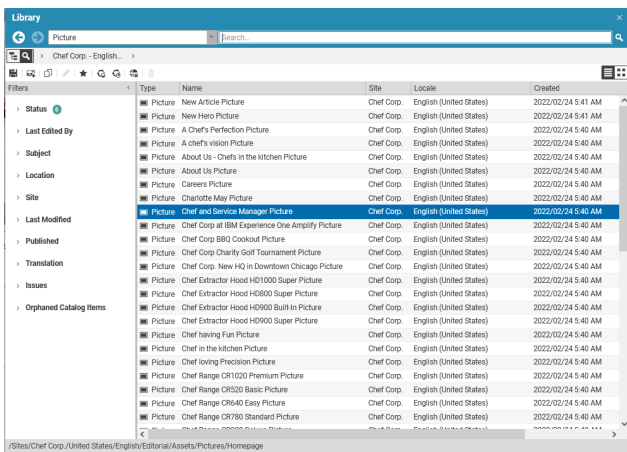 Library
Picture
Search...
Chef Corp. - English...
Filters
Type Name Site Locale Created
Status 6
Last Edited By
Subject
Location
Site
Last Modified
Published
Translation
Issues
Orphaned Catalog Items
Picture New Article Picture Chef Corp. English (United States) 2022/02/24 5:41 AM
Picture New Hero Picture Chef Corp. English (United States) 2022/02/24 5:41 AM
Picture A Chef's Perfection Picture Chef Corp. English (United States) 2022/02/24 5:40 AM
Picture A chef's vision Picture Chef Corp. English (United States) 2022/02/24 5:40 AM
Picture About Us - Chefs in the kitchen Picture Chef Corp. English (United States) 2022/02/24 5:40 AM
Picture About Us Picture Chef Corp. English (United States) 2022/02/24 5:40 AM
Picture Careers Picture Chef Corp. English (United States) 2022/02/24 5:40 AM
Picture Charlotte May Picture Chef Corp. English (United States) 2022/02/24 5:40 AM
Picture Chef and Service Manager Picture Chef Corp. English (United States) 2022/02/24 5:40 AM
Picture Chef Corp at IBM Experience One Amplify Picture Chef Corp. English (United States) 2022/02/24 5:40 AM
Picture Chef Corp BBQ Cookout Picture Chef Corp. English (United States) 2022/02/24 5:40 AM
Picture Chef Corp Charity Golf Tournament Picture Chef Corp. English (United States) 2022/02/24 5:40 AM
Picture Chef Corp. New HQ in Downtown Chicago Picture Chef Corp. English (United States) 2022/02/24 5:40 AM
Picture Chef Extractor Hood HD1000 Super Picture Chef Corp. English (United States) 2022/02/24 5:40 AM
Picture Chef Extractor Hood HD800 Super Picture Chef Corp. English (United States) 2022/02/24 5:40 AM
Picture Chef Extractor Hood HD900 Built-In Picture Chef Corp. English (United States) 2022/02/24 5:40 AM
Picture Chef Extractor Hood HD900 Super Picture Chef Corp. English (United States) 2022/02/24 5:40 AM
Picture Chef having Fun Picture Chef Corp. English (United States) 2022/02/24 5:40 AM
Picture Chef in the kitchen Picture Chef Corp. English (United States) 2022/02/24 5:40 AM
Picture Chef loving Precision Picture Chef Corp. English (United States) 2022/02/24 5:40 AM
Picture Chef Range CR1020 Premium Picture Chef Corp. English (United States) 2022/02/24 5:40 AM
Picture Chef Range CR520 Basic Picture Chef Corp. English (United States) 2022/02/24 5:40 AM
Picture Chef Range CR640 Easy Picture Chef Corp. English (United States) 2022/02/24 5:40 AM
Picture Chef Range CR780 Standard Picture Chef Corp. English (United States) 2022/02/24 5:40 AM
/Sites/Chef Corp./United States/English/Editorial/Assets/Pictures/Homepage